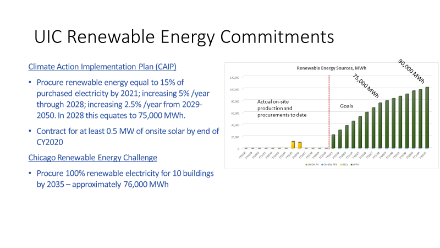 UIC Renewable Energy Commitments
Climate Action Implementation Plan (CAIP)
• Procure renewable energy equal to 15% of
purchased electricity by 2021; increasing 5% /year
through 2028; increasing 2.5% /year from 2029-
2050. In 2028 this equates to 75,000 MWh.
• Contract for at least 0.5 MW of onsite solar by end of
CY2020
Chicago Renewable Energy Challenge
• Procure 100% renewable electricity for 10 buildings
by 2035 – approximately 76,000 MWh
Renewable Energy Sources, MWh
75,000 MWh
90,000 MWh
Actual on-site
production and
procurements to date
Goals